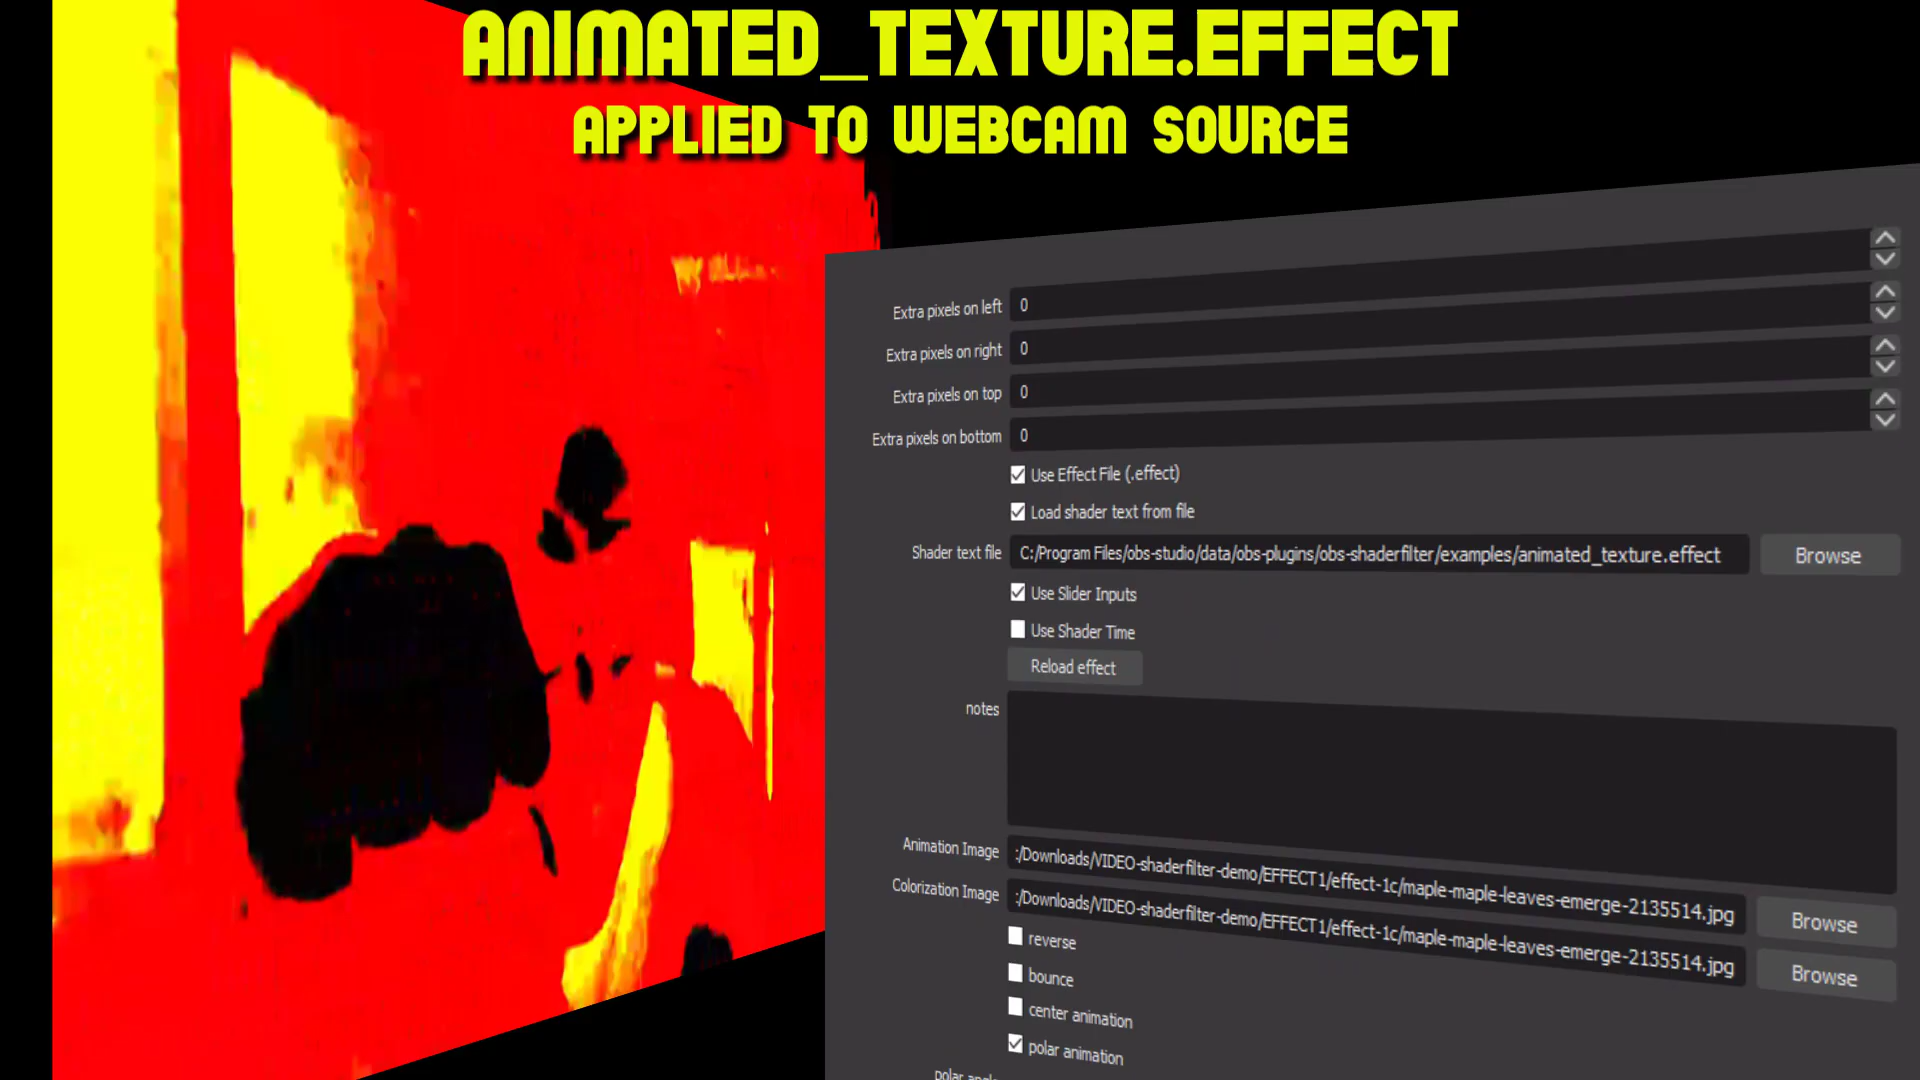 ANIMATED_TEXTURE.EFFECT
APPLIED TO WEBCAM SOURCE
Extra pixels on left 0
Extra pixels on right 0
Extra pixels on top 0
Extra pixels on bottom 0
Use Effect File (.effect)
Load shader text from file
Shader text file C:/Program Files/obs-studio/data/obs-plugins/obs-shaderfilter/examples/animated_texture.effect Browse
Use Slider Inputs
Use Shader Time
Reload effect
notes
Animation Image :/Downloads/VIDEO-shaderfilter-demo/EFFECT1/effect-1c/maple-maple-leaves-emerge-2135514.jpg Browse
Colorization Image :/Downloads/VIDEO-shaderfilter-demo/EFFECT1/effect-1c/maple-maple-leaves-emerge-2135514.jpg Browse
reverse
bounce
center animation
polar animation
polar